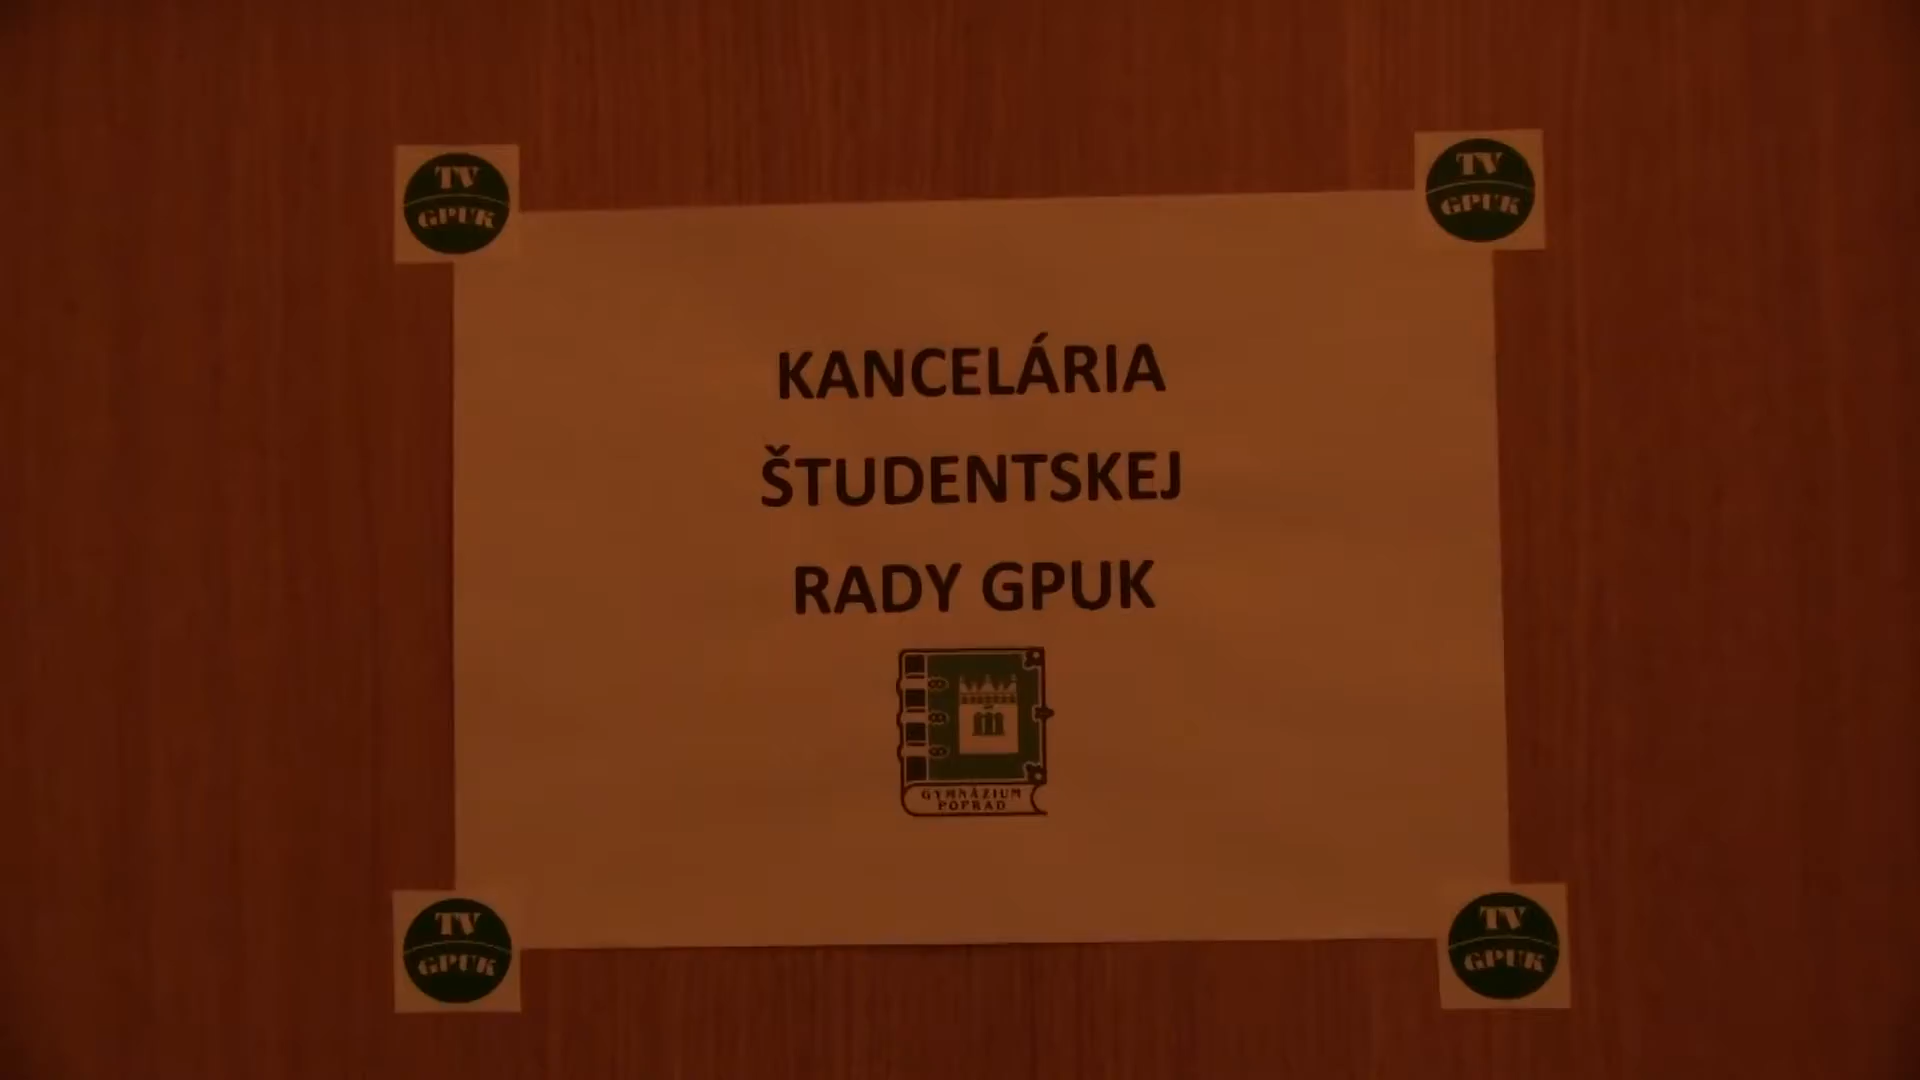 TV
GPUK
TV
GPUK
KANCELÁRIA
ŠTUDENTSKEJ
RADY GPUK
GYMNÁZIUM
POPRAD
TV
GPUK
TV
GPUK